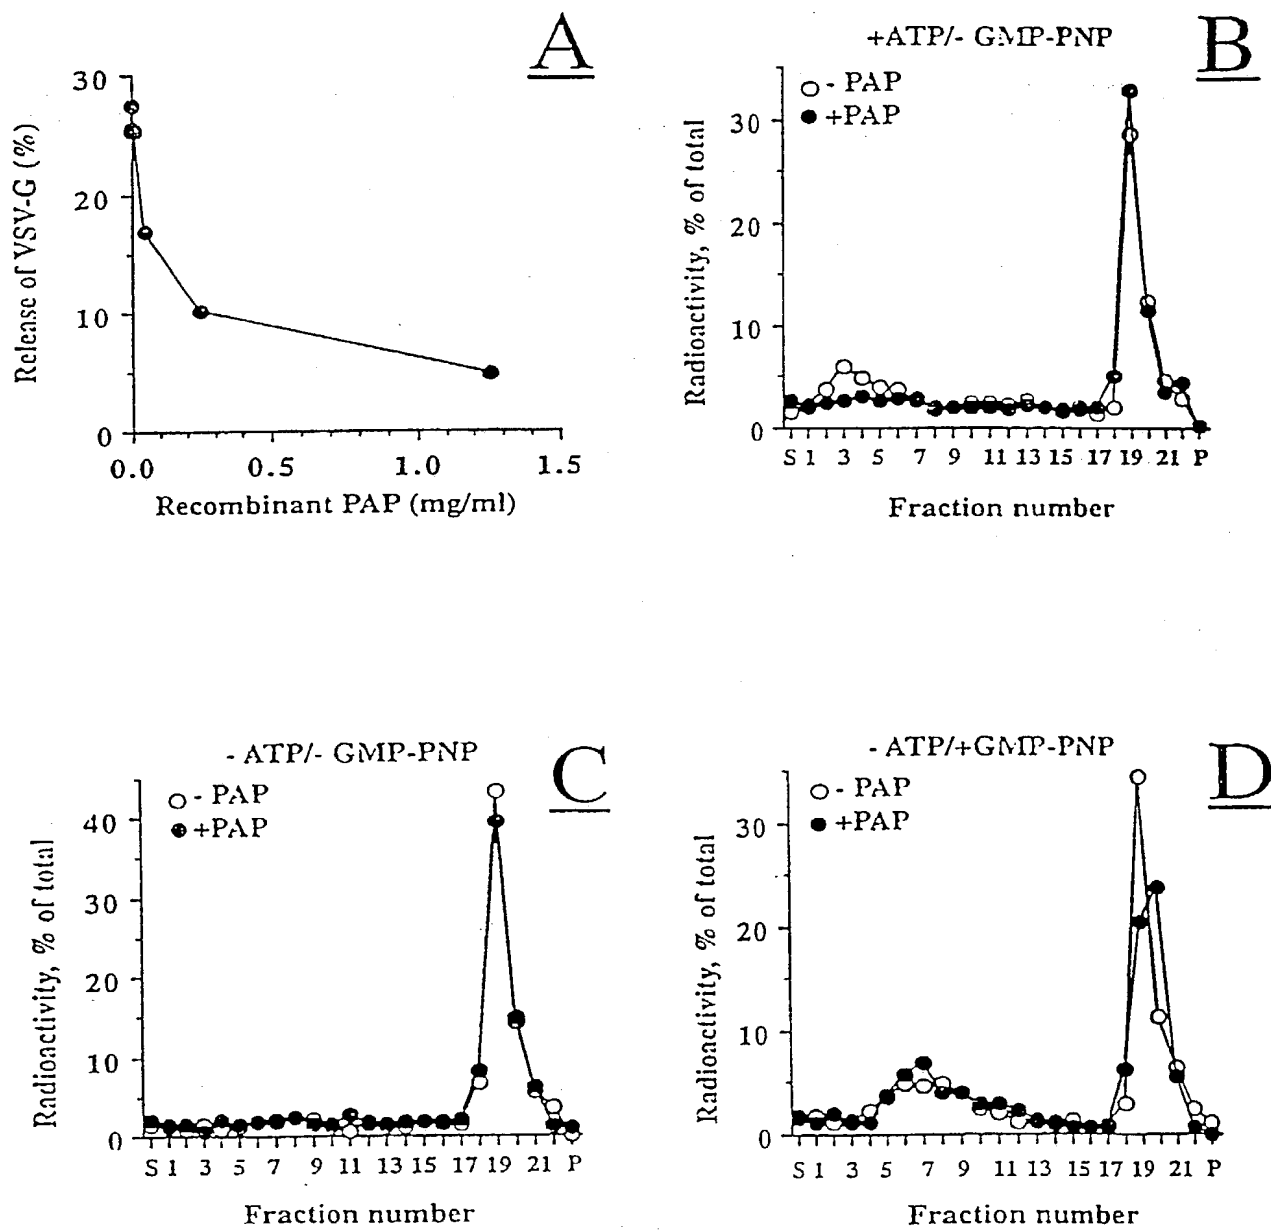 A
30
20
10
0
0.0 0.5 1.0 1.5
Release of VSV-G (%)
Recombinant PAP (mg/ml)
+ATP/- GMP-PNP
B
- PAP
+PAP
30
20
10
0
Radioactivity, % of total
S 1 3 5 7 9 11 13 15 17 19 21 P
Fraction number
- ATP/- GMP-PNP
C
- PAP
+PAP
40
30
20
10
0
Radioactivity, % of total
S 1 3 5 7 9 11 13 15 17 19 21 P
Fraction number
- ATP/+GMP-PNP
D
- PAP
+PAP
30
20
10
0
Radioactivity, % of total
S 1 3 5 7 9 11 13 15 17 19 21 P
Fraction number